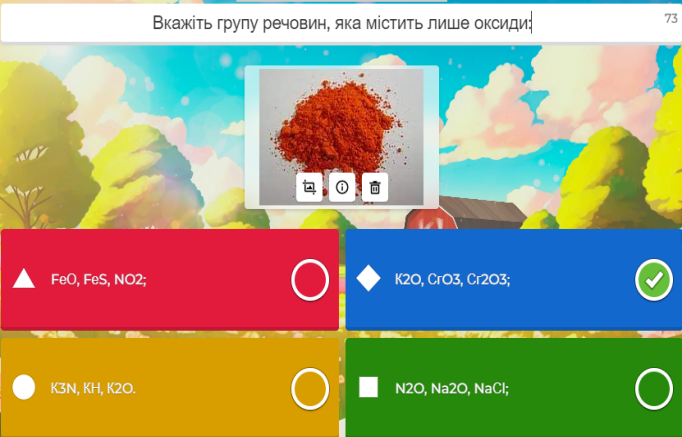 Вкажіть групу речовин, яка містить лише оксиди:
73
FeO, FeS, NO2;
K2O, CrO3, Cr2O3;
K3N, KH, K2O.
N2O, Na2O, NaCl;